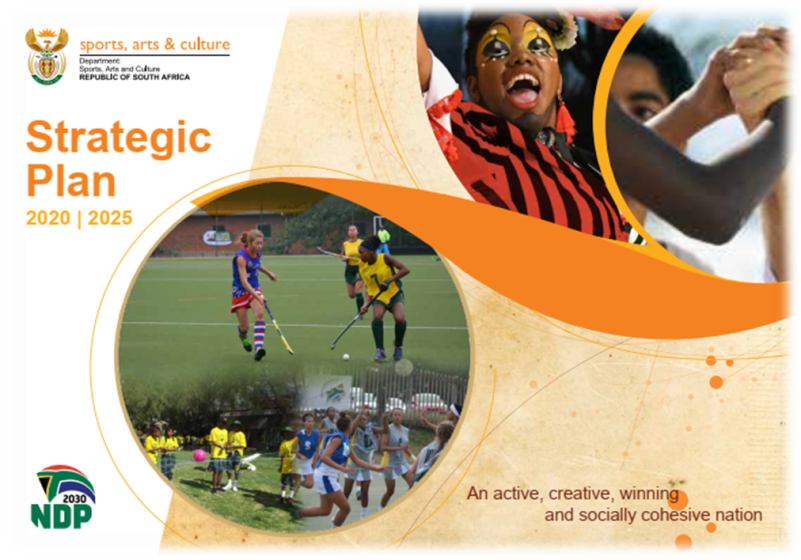 sports, arts & culture
Department:
Sports, Arts and Culture
REPUBLIC OF SOUTH AFRICA
Strategic
Plan
2020 | 2025
2030
NDP
An active, creative, winning
and socially cohesive nation